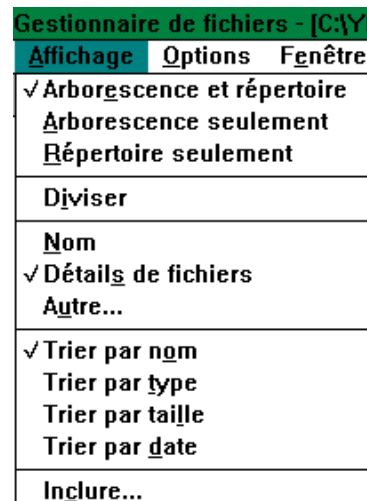 Gestionnaire de fichiers - [C:\Y
Affichage Options Fenêtre
√ Arborescence et répertoire
Arborescence seulement
Répertoire seulement
Diviser
Nom
√ Détails de fichiers
Autre...
√ Trier par nom
Trier par type
Trier par taille
Trier par date
Inclure...